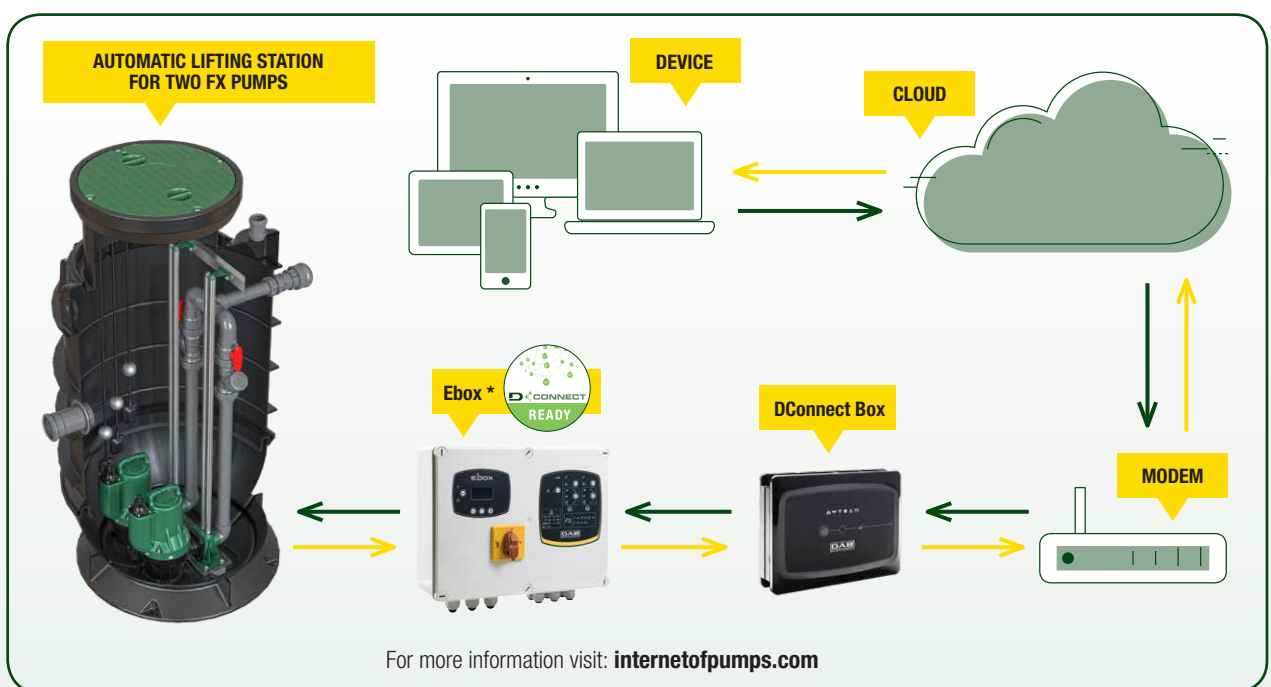 AUTOMATIC LIFTING STATION
FOR TWO FX PUMPS
DEVICE
CLOUD
Ebox *
D CONNECT
READY
DConnect Box
MODEM
ebox
DAB
DAB
For more information visit: internetofpumps.com